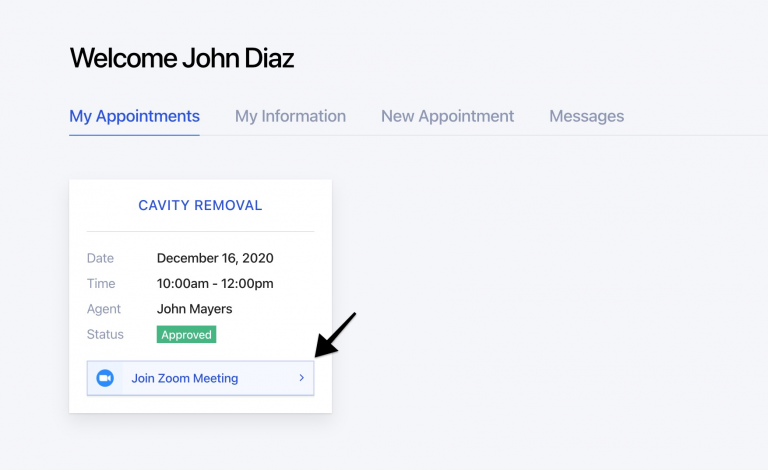 Welcome John Diaz
My Appointments My Information New Appointment Messages
CAVITY REMOVAL
Date December 16, 2020
Time 10:00am - 12:00pm
Agent John Mayers
Status Approved
Join Zoom Meeting